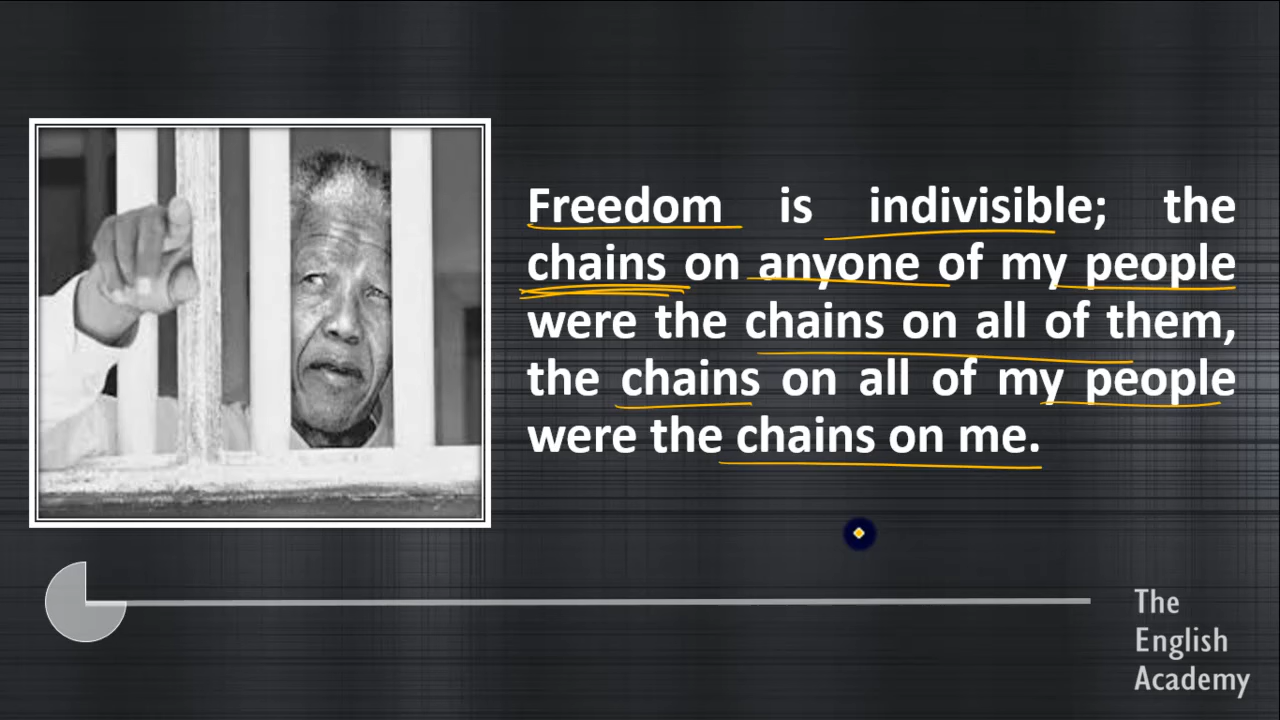 Freedom is indivisible; the
chains on anyone of my people
were the chains on all of them,
the chains on all of my people
were the chains on me.
The
English
Academy